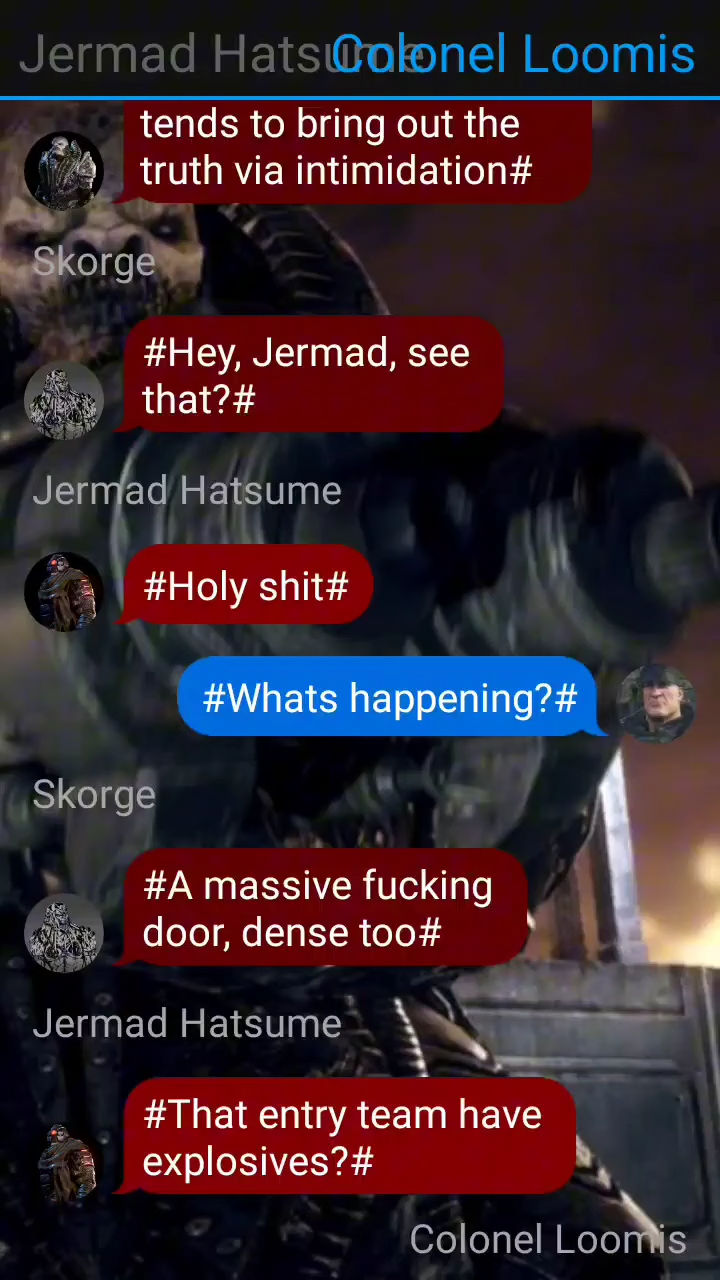 Jermad Hatsume
Colonel Loomis
tends to bring out the
truth via intimidation#
Skorge
#Hey, Jermad, see
that?#
Jermad Hatsume
#Holy shit#
#Whats happening?#
Skorge
#A massive fucking
door, dense too#
Jermad Hatsume
#That entry team have
explosives?#
Colonel Loomis